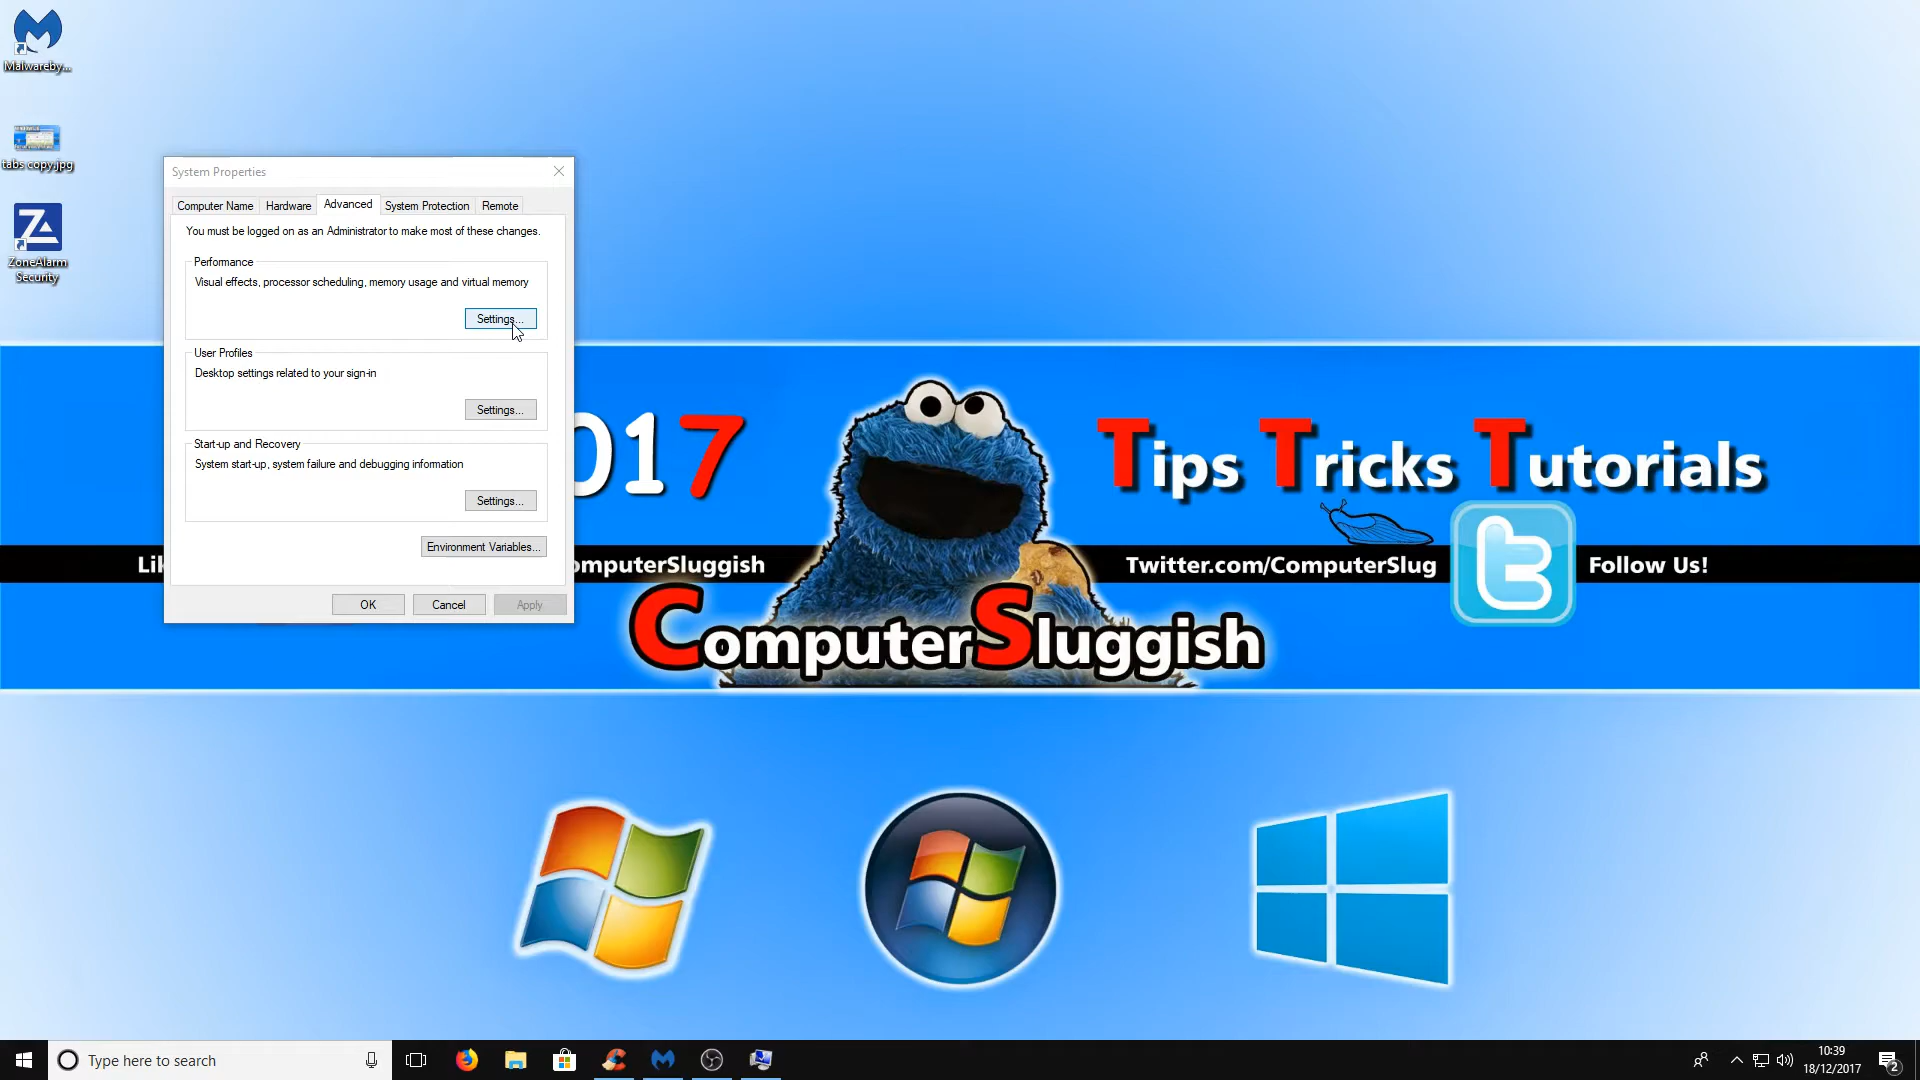 Malwareby...
tabs copy.jpg
ZoneAlarm
Security
System Properties
Computer Name
Hardware
Advanced
System Protection
Remote
You must be logged on as an Administrator to make most of these changes.
Performance
Visual effects, processor scheduling, memory usage and virtual memory
Settings...
User Profiles
Desktop settings related to your sign-in
Settings...
Start-up and Recovery
System start-up, system failure and debugging information
Settings...
Environment Variables...
OK
Cancel
Apply
017
Tips Tricks Tutorials
Li
omputerSluggish
Twitter.com/ComputerSlug
Follow Us!
ComputerSluggish
Type here to search
10:39
18/12/2017
2